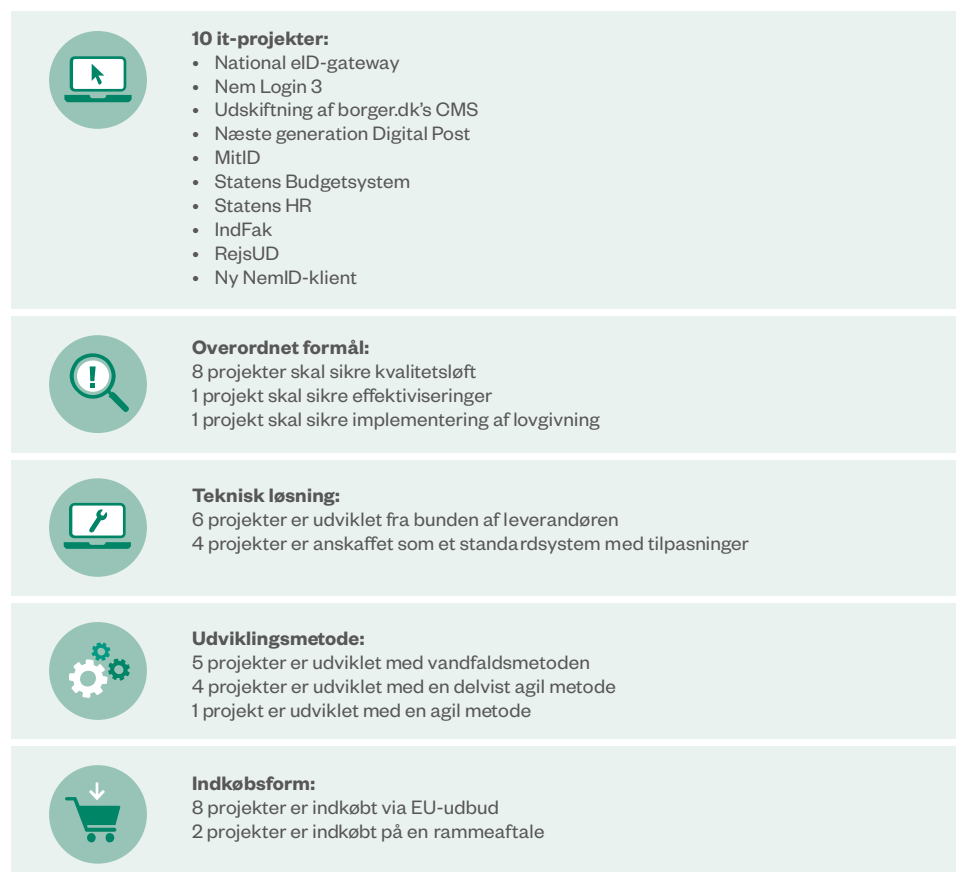 10 it-projekter:
• National eID-gateway
• Nem Login 3
• Udskiftning af borger.dk's CMS
• Næste generation Digital Post
• MitID
• Statens Budgetsystem
• Statens HR
• IndFak
• RejsUD
• Ny NemID-klient
Overordnet formål:
8 projekter skal sikre kvalitetsløft
1 projekt skal sikre effektiviseringer
1 projekt skal sikre implementering af lovgivning
Teknisk løsning:
6 projekter er udviklet fra bunden af leverandøren
4 projekter er anskaffet som et standardsystem med tilpasninger
Udviklingsmetode:
5 projekter er udviklet med vandfaldsmetoden
4 projekter er udviklet med en delvist agil metode
1 projekt er udviklet med en agil metode
Indkøbsform:
8 projekter er indkøbt via EU-udbud
2 projekter er indkøbt på en rammeaftale